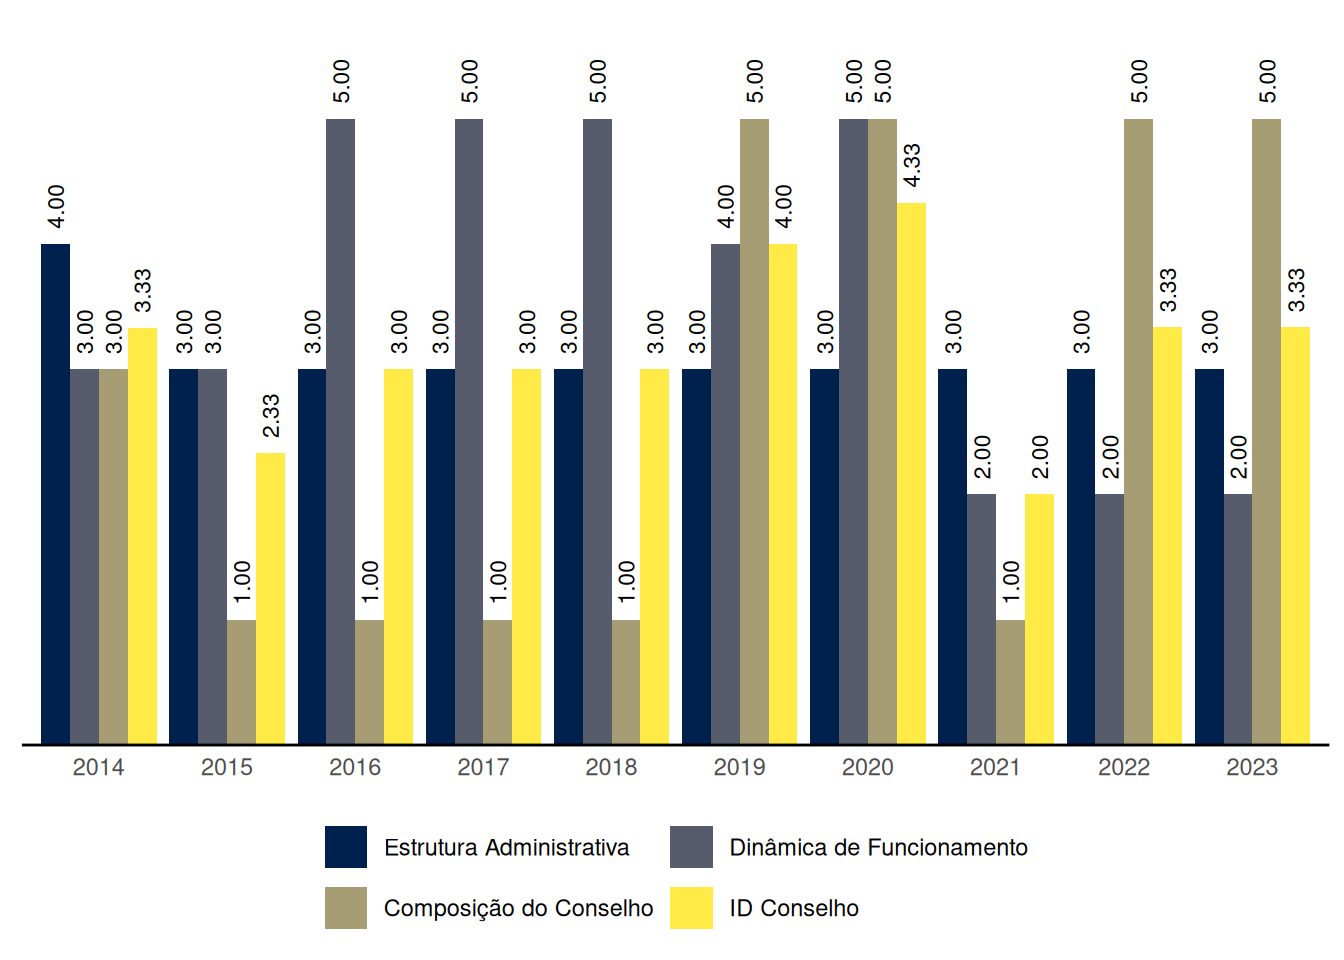 4.00 3.00 3.00 3.33 3.00 3.00 1.00 2.33 3.00 5.00 1.00 3.00 3.00 5.00 1.00 3.00 3.00 5.00 1.00 3.00 3.00 4.00 5.00 4.00 3.00 5.00 5.00 4.33 3.00 2.00 1.00 2.00 3.00 2.00 5.00 3.33 3.00 2.00 5.00 3.33
2014 2015 2016 2017 2018 2019 2020 2021 2022 2023
Estrutura Administrativa Dinâmica de Funcionamento
Composição do Conselho ID Conselho